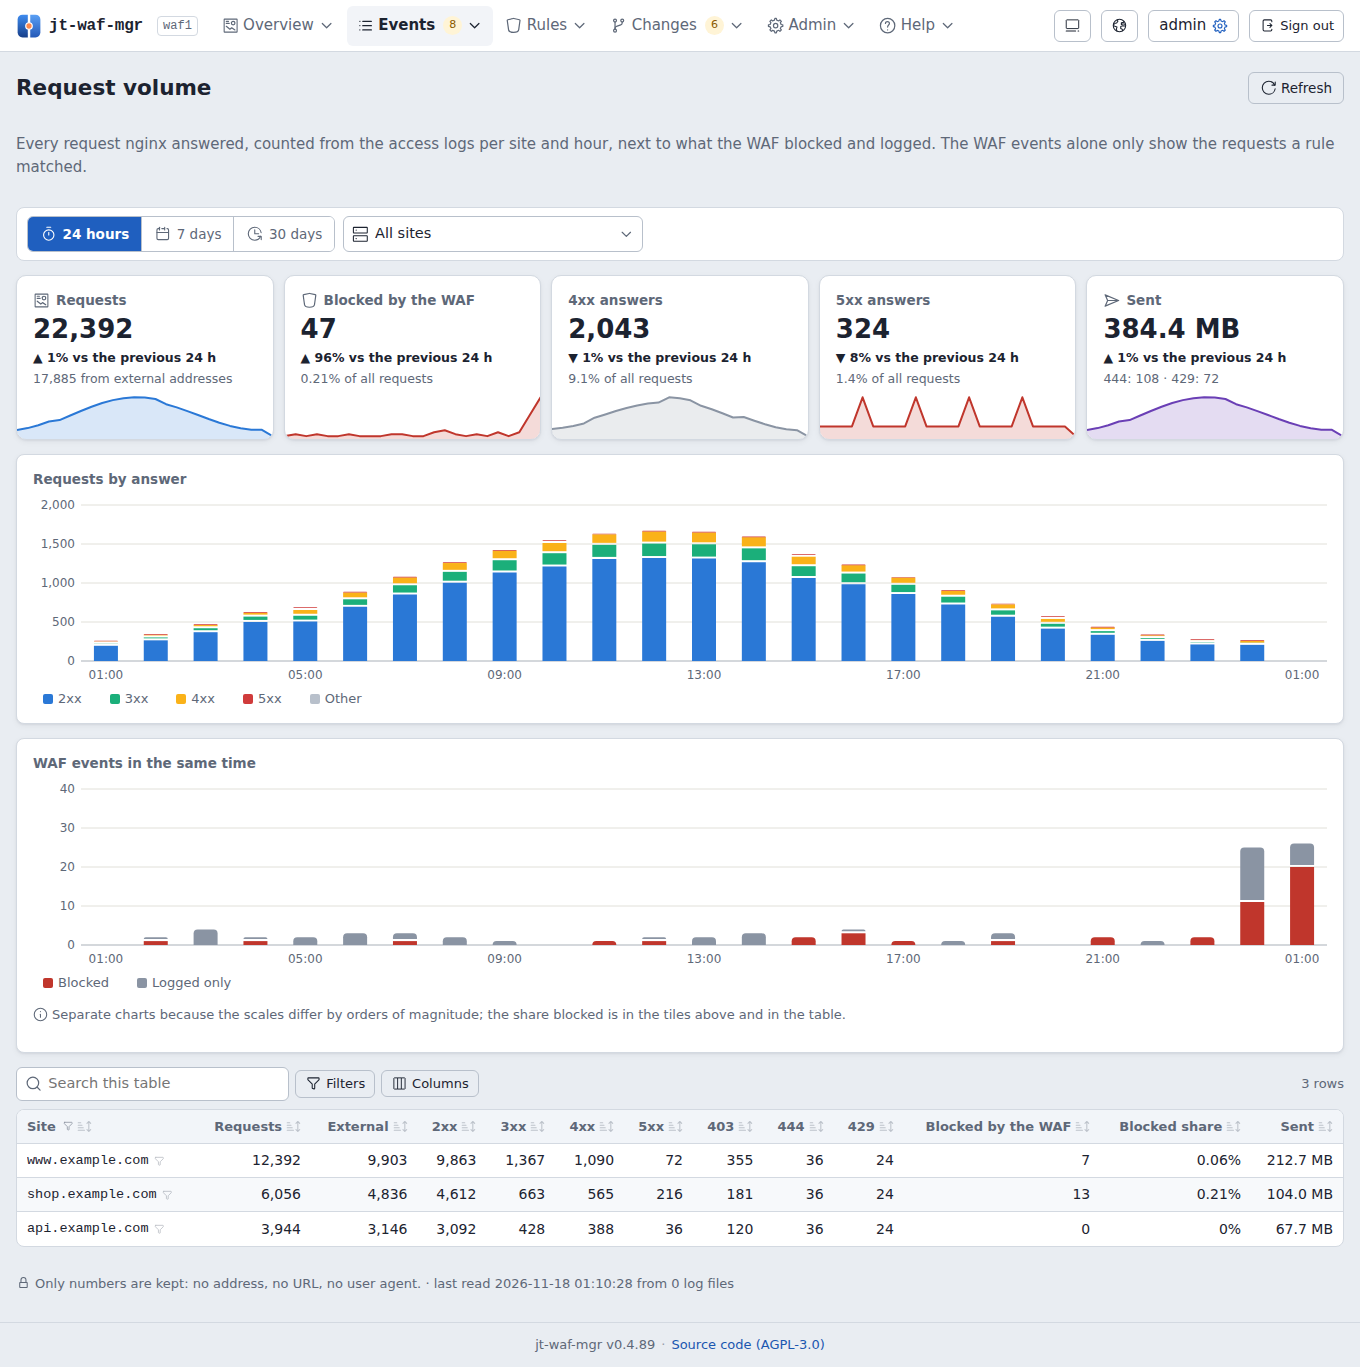 jt-waf-mgr waf1 Overview Events 8 Rules Changes 6 Admin Help admin Sign out
Request volume
Refresh
Every request nginx answered, counted from the access logs per site and hour, next to what the WAF blocked and logged. The WAF events alone only show the requests a rule
matched.
24 hours 7 days 30 days All sites
Requests
22,392
▲ 1% vs the previous 24 h
17,885 from external addresses
Blocked by the WAF
47
▲ 96% vs the previous 24 h
0.21% of all requests
4xx answers
2,043
▼ 1% vs the previous 24 h
9.1% of all requests
5xx answers
324
▼ 8% vs the previous 24 h
1.4% of all requests
Sent
384.4 MB
▲ 1% vs the previous 24 h
444: 108 · 429: 72
Requests by answer
2,000
1,500
1,000
500
0
01:00 05:00 09:00 13:00 17:00 21:00 01:00
2xx 3xx 4xx 5xx Other
WAF events in the same time
40
30
20
10
0
01:00 05:00 09:00 13:00 17:00 21:00 01:00
Blocked Logged only
Separate charts because the scales differ by orders of magnitude; the share blocked is in the tiles above and in the table.
Search this table Filters Columns 3 rows
Site Requests External 2xx 3xx 4xx 5xx 403 444 429 Blocked by the WAF Blocked share Sent
www.example.com 12,392 9,903 9,863 1,367 1,090 72 355 36 24 7 0.06% 212.7 MB
shop.example.com 6,056 4,836 4,612 663 565 216 181 36 24 13 0.21% 104.0 MB
api.example.com 3,944 3,146 3,092 428 388 36 120 36 24 0 0% 67.7 MB
Only numbers are kept: no address, no URL, no user agent. · last read 2026-11-18 01:10:28 from 0 log files
jt-waf-mgr v0.4.89 · Source code (AGPL-3.0)